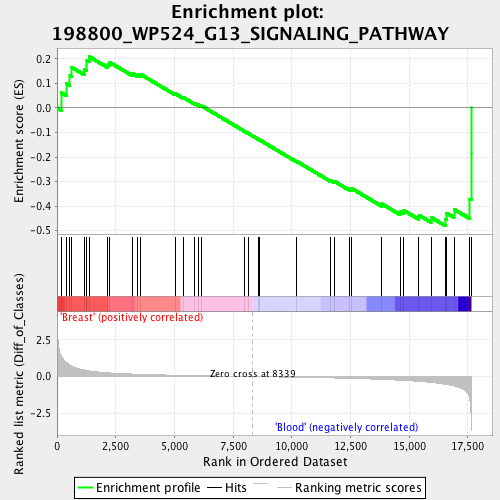 Enrichment plot:
198800_WP524_G13_SIGNALING_PATHWAY
Enrichment score (ES)
0.2
0.1
0.0
-0.1
-0.2
-0.3
-0.4
-0.5
'Breast' (positively correlated)
Ranked list metric (Diff_of_Classes)
2.5
0.0
-2.5
Zero cross at 8339
'Blood' (negatively correlated)
0 2,500 5,000 7,500 10,000 12,500 15,000 17,500
Rank in Ordered Dataset
Enrichment profile Hits Ranking metric scores